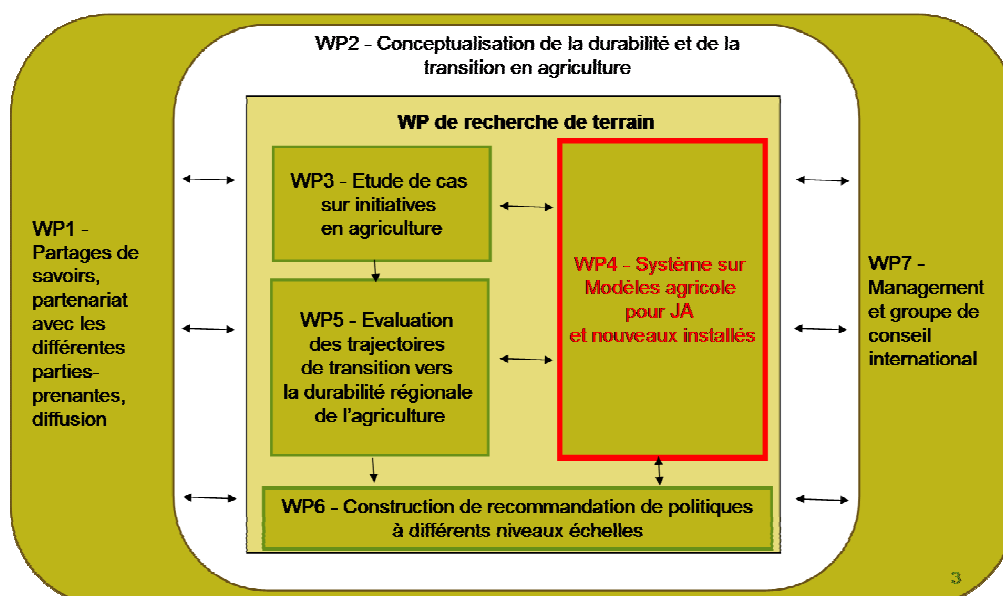 WP2 - Conceptualisation de la durabilité et de la
transition en agriculture
WP de recherche de terrain
WP3 - Etude de cas
sur initiatives
en agriculture
WP4 - Système sur
Modèles agricole
pour JA
et nouveaux installés
WP1 -
Partages de
savoirs,
partenariat
avec les
différentes
parties-
prenantes,
diffusion
WP5 - Evaluation
des trajectoires
de transition vers
la durabilité régionale
de l'agriculture
WP7 -
Management
et groupe de
conseil
international
WP6 - Construction de recommandation de politiques
à différents niveaux échelles
3